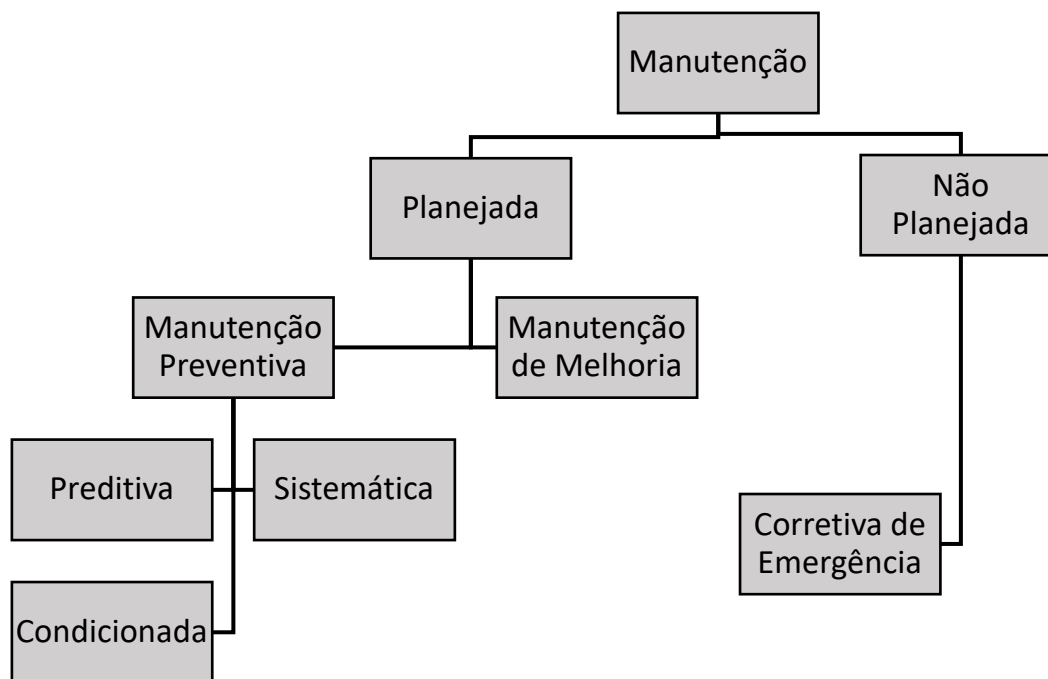 Manutenção
Planejada
Não
Planejada
Manutenção
Preventiva
Manutenção
de Melhoria
Preditiva
Sistemática
Corretiva de
Emergência
Condicionada